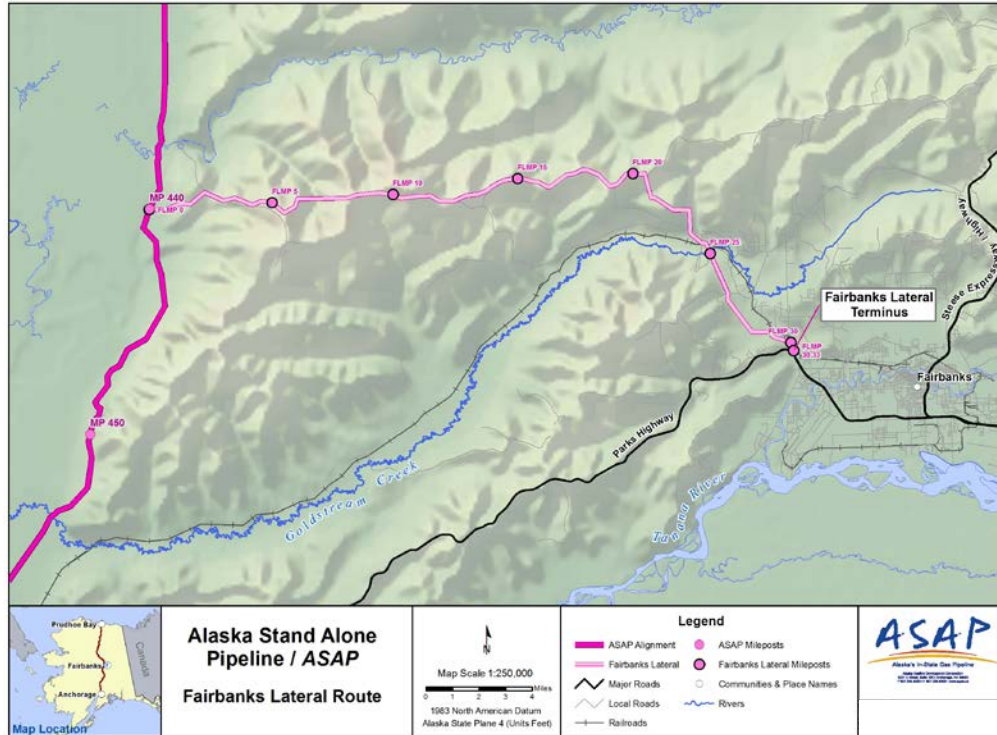 MP 440
FLMP 0
FLMP 5
FLMP 10
FLMP 15
FLMP 20
FLMP 25
Fairbanks Lateral
Terminus
FLMP 30
FLMP
30.33
Steese Expressway
/ Highway
Fairbanks
MP 450
Parks Highway
Goldstream Creek
Tanana River
Prudhoe Bay
Fairbanks
Anchorage
Canada
Map Location
Alaska Stand Alone
Pipeline / ASAP
Fairbanks Lateral Route
N
Map Scale 1:250,000
0 1 2 3 4 Miles
1983 North American Datum
Alaska State Plane 4 (Units Feet)
Legend
ASAP Alignment
Fairbanks Lateral
Major Roads
Local Roads
Railroads
ASAP Mileposts
Fairbanks Lateral Mileposts
Communities & Place Names
Rivers
ASAP
Alaska's In-State Gas Pipeline